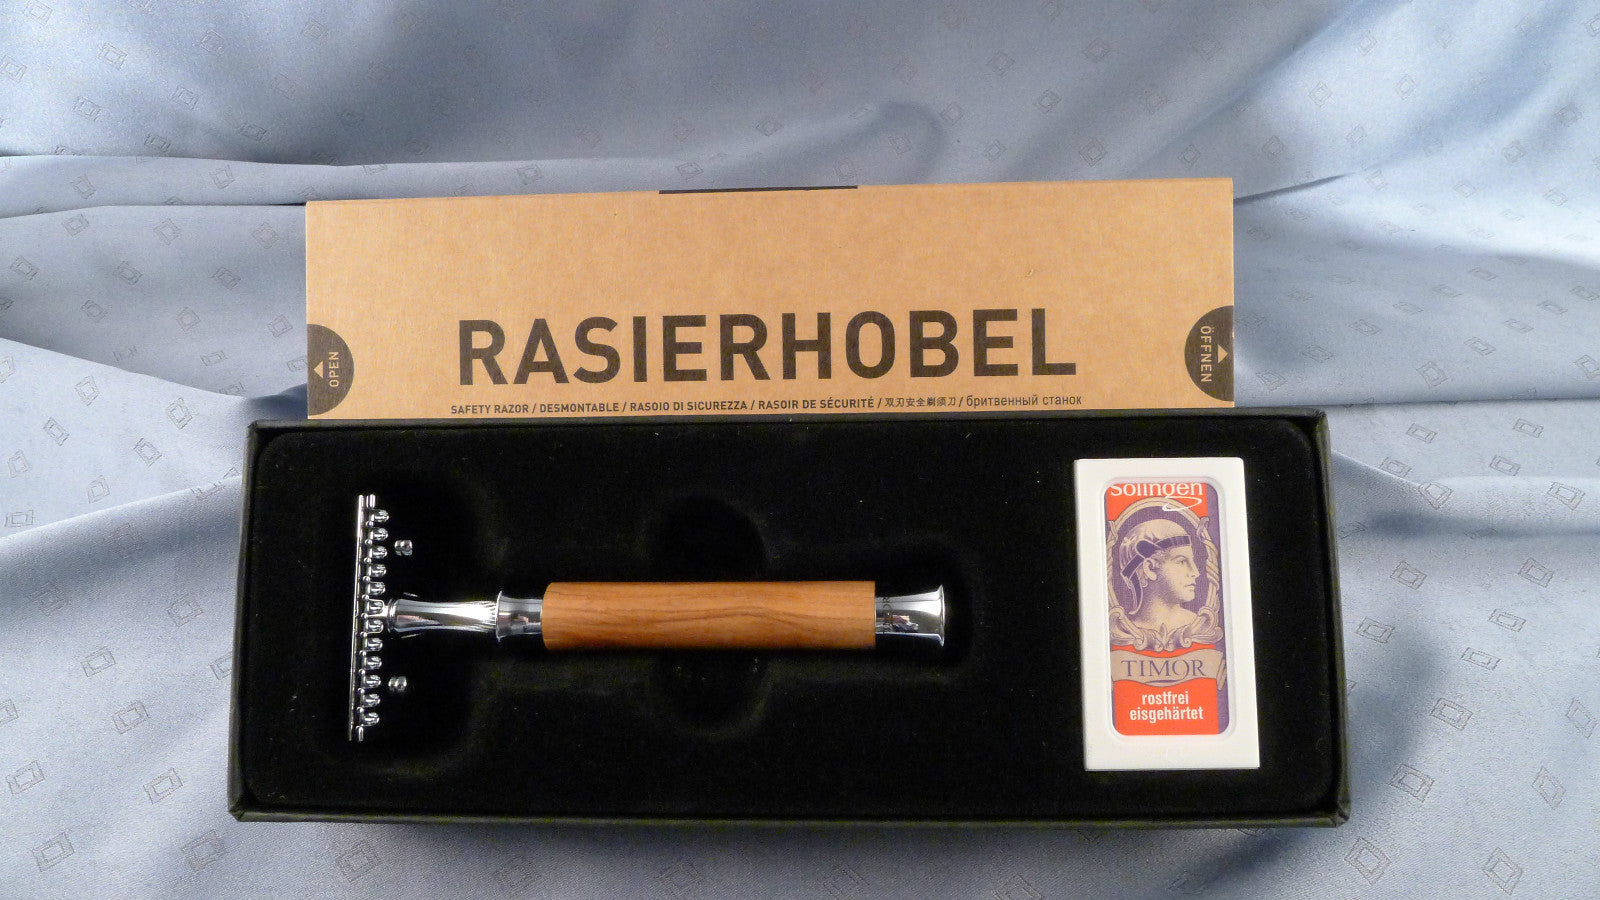 RASIERHOBEL
OPEN
ÖFFNEN
SAFETY RAZOR / DESMONTABLE / RASOIO DI SICUREZZA / RASOIR DE SÉCURITÉ / 双刃安全剃须刀 / бритвенный станок
Solingen
TIMOR
rostfrei
eisgehärtet